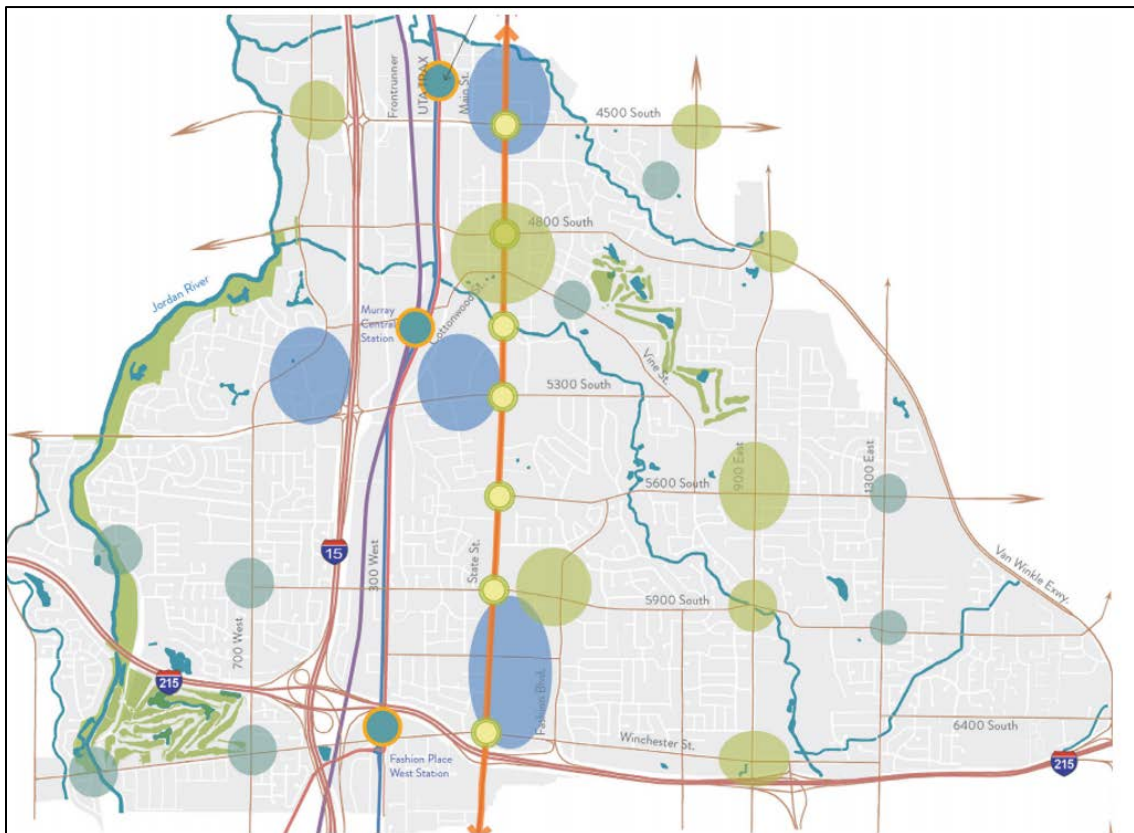 Frontrunner
UTA TRAX
Main St.
4500 South
4800 South
Jordan River
Murray
Central
Station
Cottonwood St.
Vine St.
5300 South
900 East
1300 East
5600 South
15
300 West
State St.
Van Winkle Exwy.
5900 South
700 West
215
Fashion Blvd.
6400 South
Winchester St.
Fashion Place
West Station
215